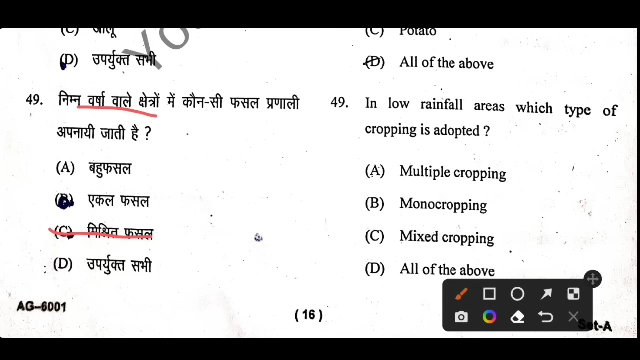 (C) आलू
(D) उपर्युक्त सभी
49. निम्न वर्षा वाले क्षेत्रों में कौन-सी फसल प्रणाली
अपनायी जाती है ?
(A) बहुफसल
(B) एकल फसल
(C) मिश्रित फसल
(D) उपर्युक्त सभी
AG–6001
(C) Potato
(D) All of the above
49. In low rainfall areas which type of
cropping is adopted ?
(A) Multiple cropping
(B) Monocropping
(C) Mixed cropping
(D) All of the above
(16)
Set-A